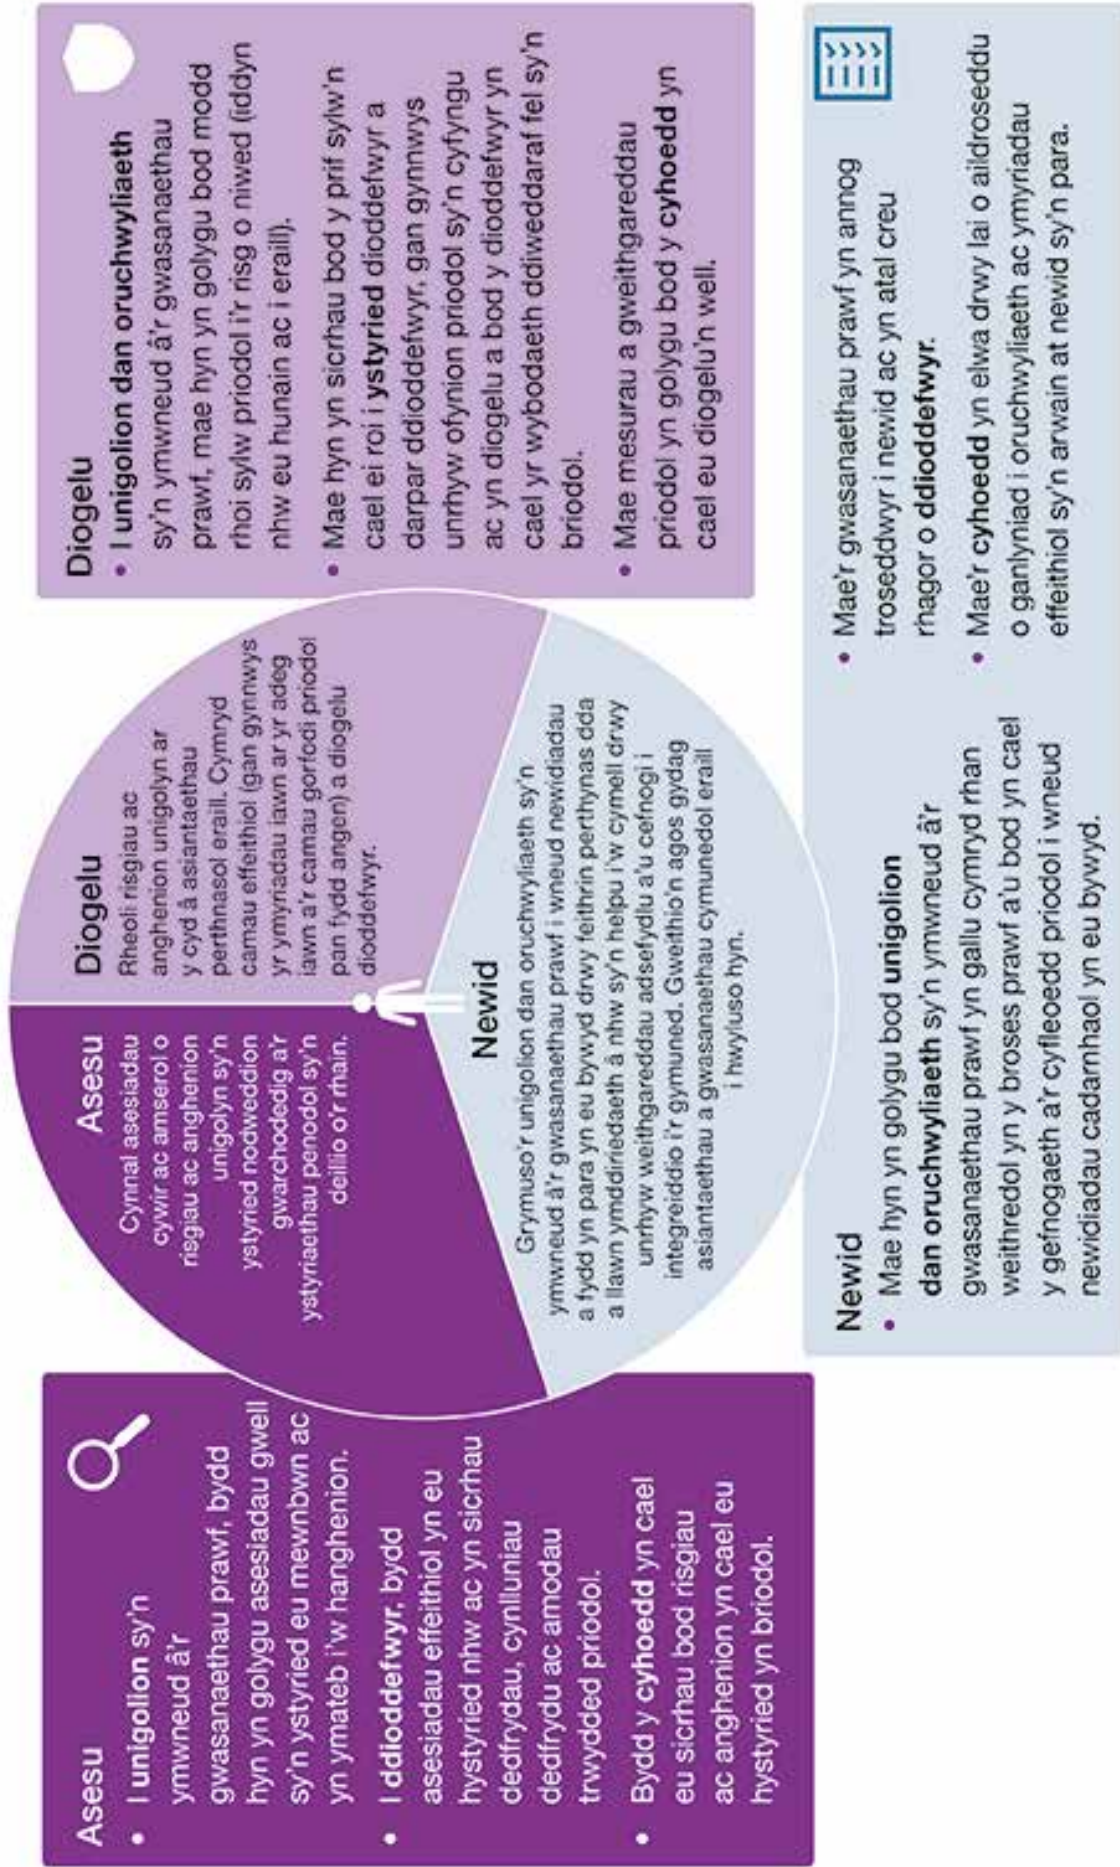 Asesu
• I unigolion sy'n
ymwneud â'r
gwasanaethau prawf, bydd
hyn yn golygu asesiadau gwell
sy'n ystyried eu mewnbwn ac
yn ymateb i'w hanghenion.
• I ddioddefwyr. bydd
asesiadau effeithiol yn eu
hystyried nhw ac yn sicrhau
dedfrydau, cynlluniau
dedfrydu ac amodau
trwydded priodol.
• Bydd y cyhoedd yn cael
eu sicrhau bod risgiau
ac anghenion yn cael eu
hystyried yn briodol.
Asesu
Cynnal asesiadau
cywir ac amserol o
risgiau ac anghenion
unigolyn sy'n
ystyried nodweddion
gwarchodedig a'r
ystyriaethau penodol sy'n
deillio o'r rhain.
Diogelu
Rheoli risgiau ac
anghenion unigolyn ar
y cyd â asiantaethau
perthnasol eraill. Cymryd
camau effeithiol (gan gynnwys
yr ymyriadau iawn ar yr adeg
iawn a'r camau gorfodi priodol
pan fydd angen) a diogelu
dioddefwyr.
Newid
Grymuso'r unigolion dan oruchwyliaeth sy'n
ymwneud â'r gwasanaethau prawf i wneud newidiadau
a fydd yn para yn eu bywyd drwy feithrin perthynas dda
a llawn ymddiriedaeth â nhw sy'n helpu i'w cymell drwy
unrhyw weithgareddau adsefydlu a'u cefnogi i
integreiddio i'r gymuned. Gweithio'n agos gydag
asiantaethau a gwasanaethau cymunedol eraill
i hwyluso hyn.
Diogelu
• I unigolion dan oruchwyliaeth
sy'n ymwneud â'r gwasanaethau
prawf, mae hyn yn golygu bod modd
rhoi sylw priodol i'r risg o niwed (iddyn
nhw eu hunain ac i eraill).
• Mae hyn yn sicrhau bod y prif sylw'n
cael ei roi i ystyried dioddefwyr a
darpar ddioddefwyr, gan gynnwys
unrhyw ofynion priodol sy'n cyfyngu
ac yn diogelu a bod y dioddefwyr yn
cael yr wybodaeth ddiweddaraf fel sy'n
briodol.
• Mae mesurau a gweithgareddau
priodol yn golygu bod y cyhoedd yn
cael eu diogelu'n well.
Newid
• Mae hyn yn golygu bod unigolion
dan oruchwyliaeth sy'n ymwneud â'r
gwasanaethau prawf yn gallu cymryd rhan
weithredol yn y broses prawf a'u bod yn cael
y gefnogaeth a'r cyfleoedd priodol i wneud
newidiadau cadarnhaol yn eu bywyd.
• Mae'r gwasanaethau prawf yn annog
troseddwyr i newid ac yn atal creu
rhagor o ddioddefwyr.
• Mae'r cyhoedd yn elwa drwy lai o aildroseddu
o ganlyniad i oruchwyliaeth ac ymyriadau
effeithiol sy'n arwain at newid sy'n para.